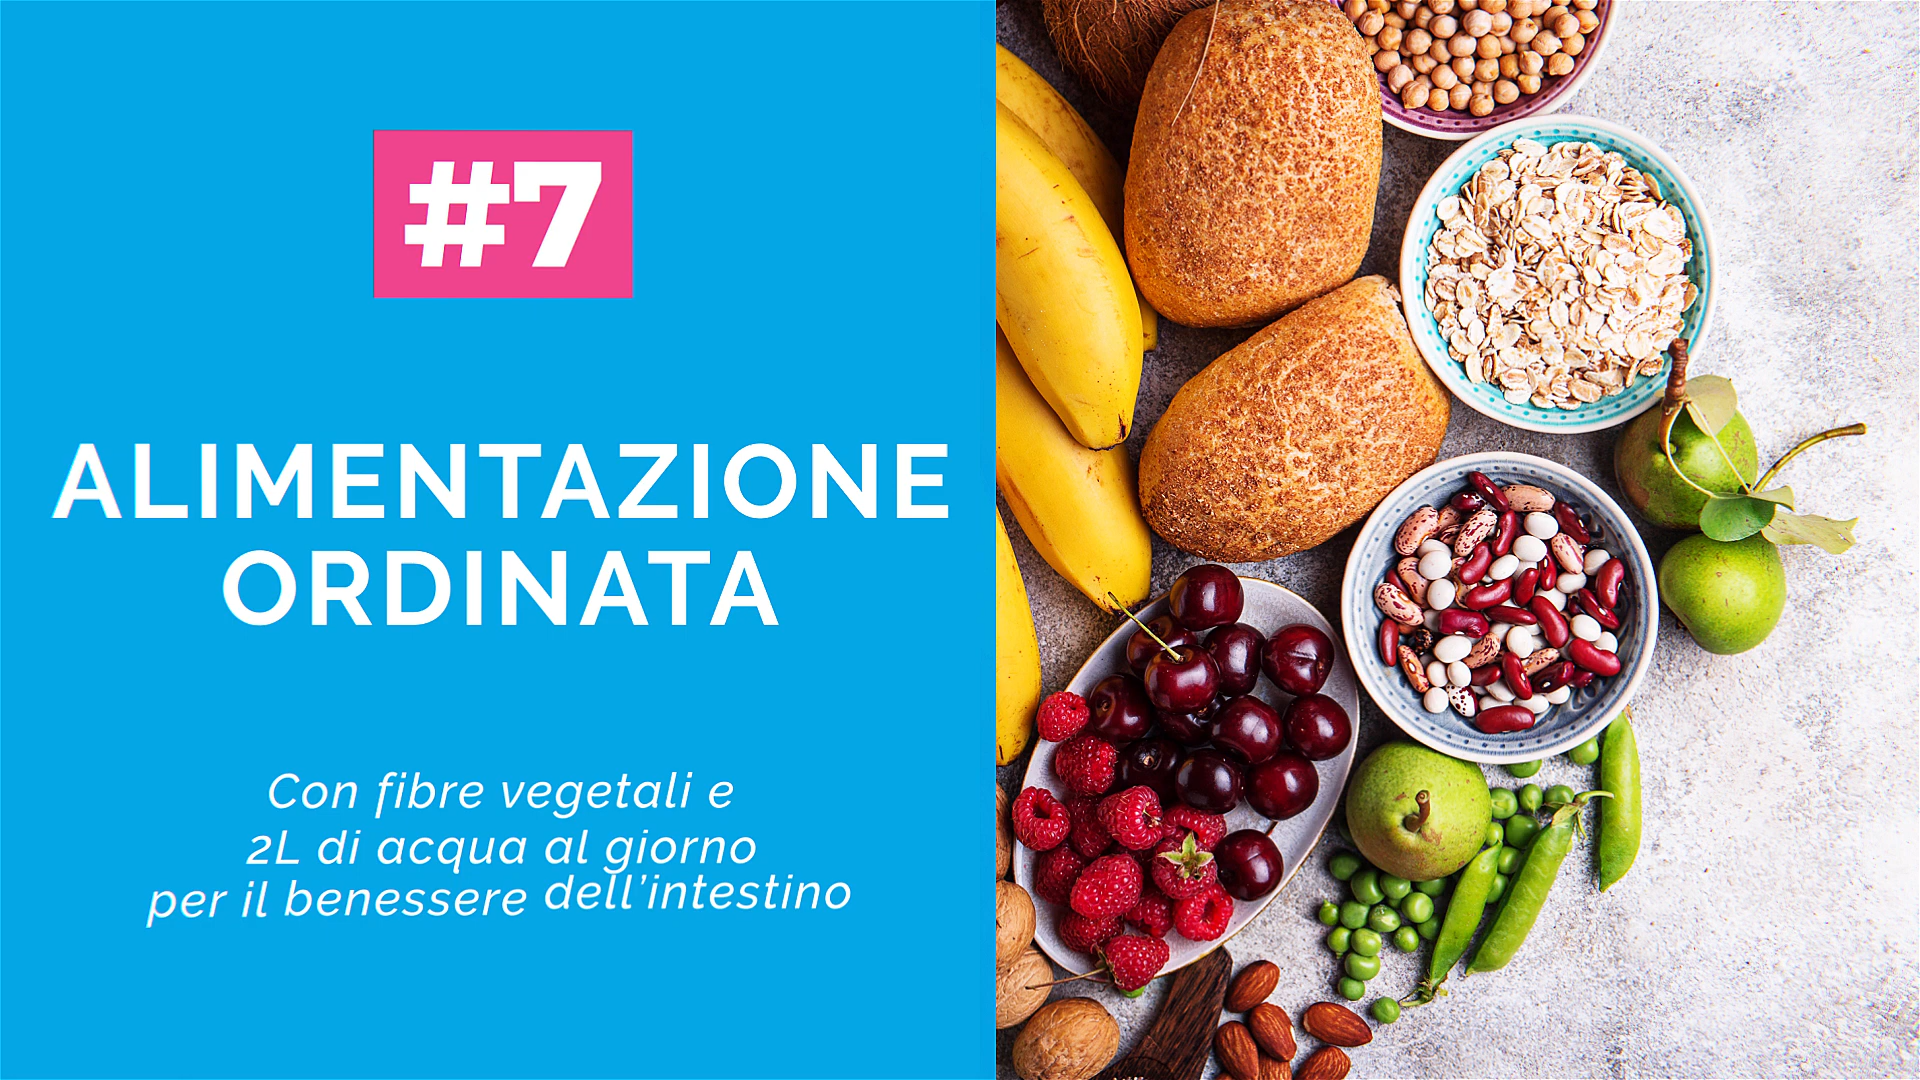 #7
ALIMENTAZIONE
ORDINATA
Con fibre vegetali e
2L di acqua al giorno
per il benessere dell'intestino